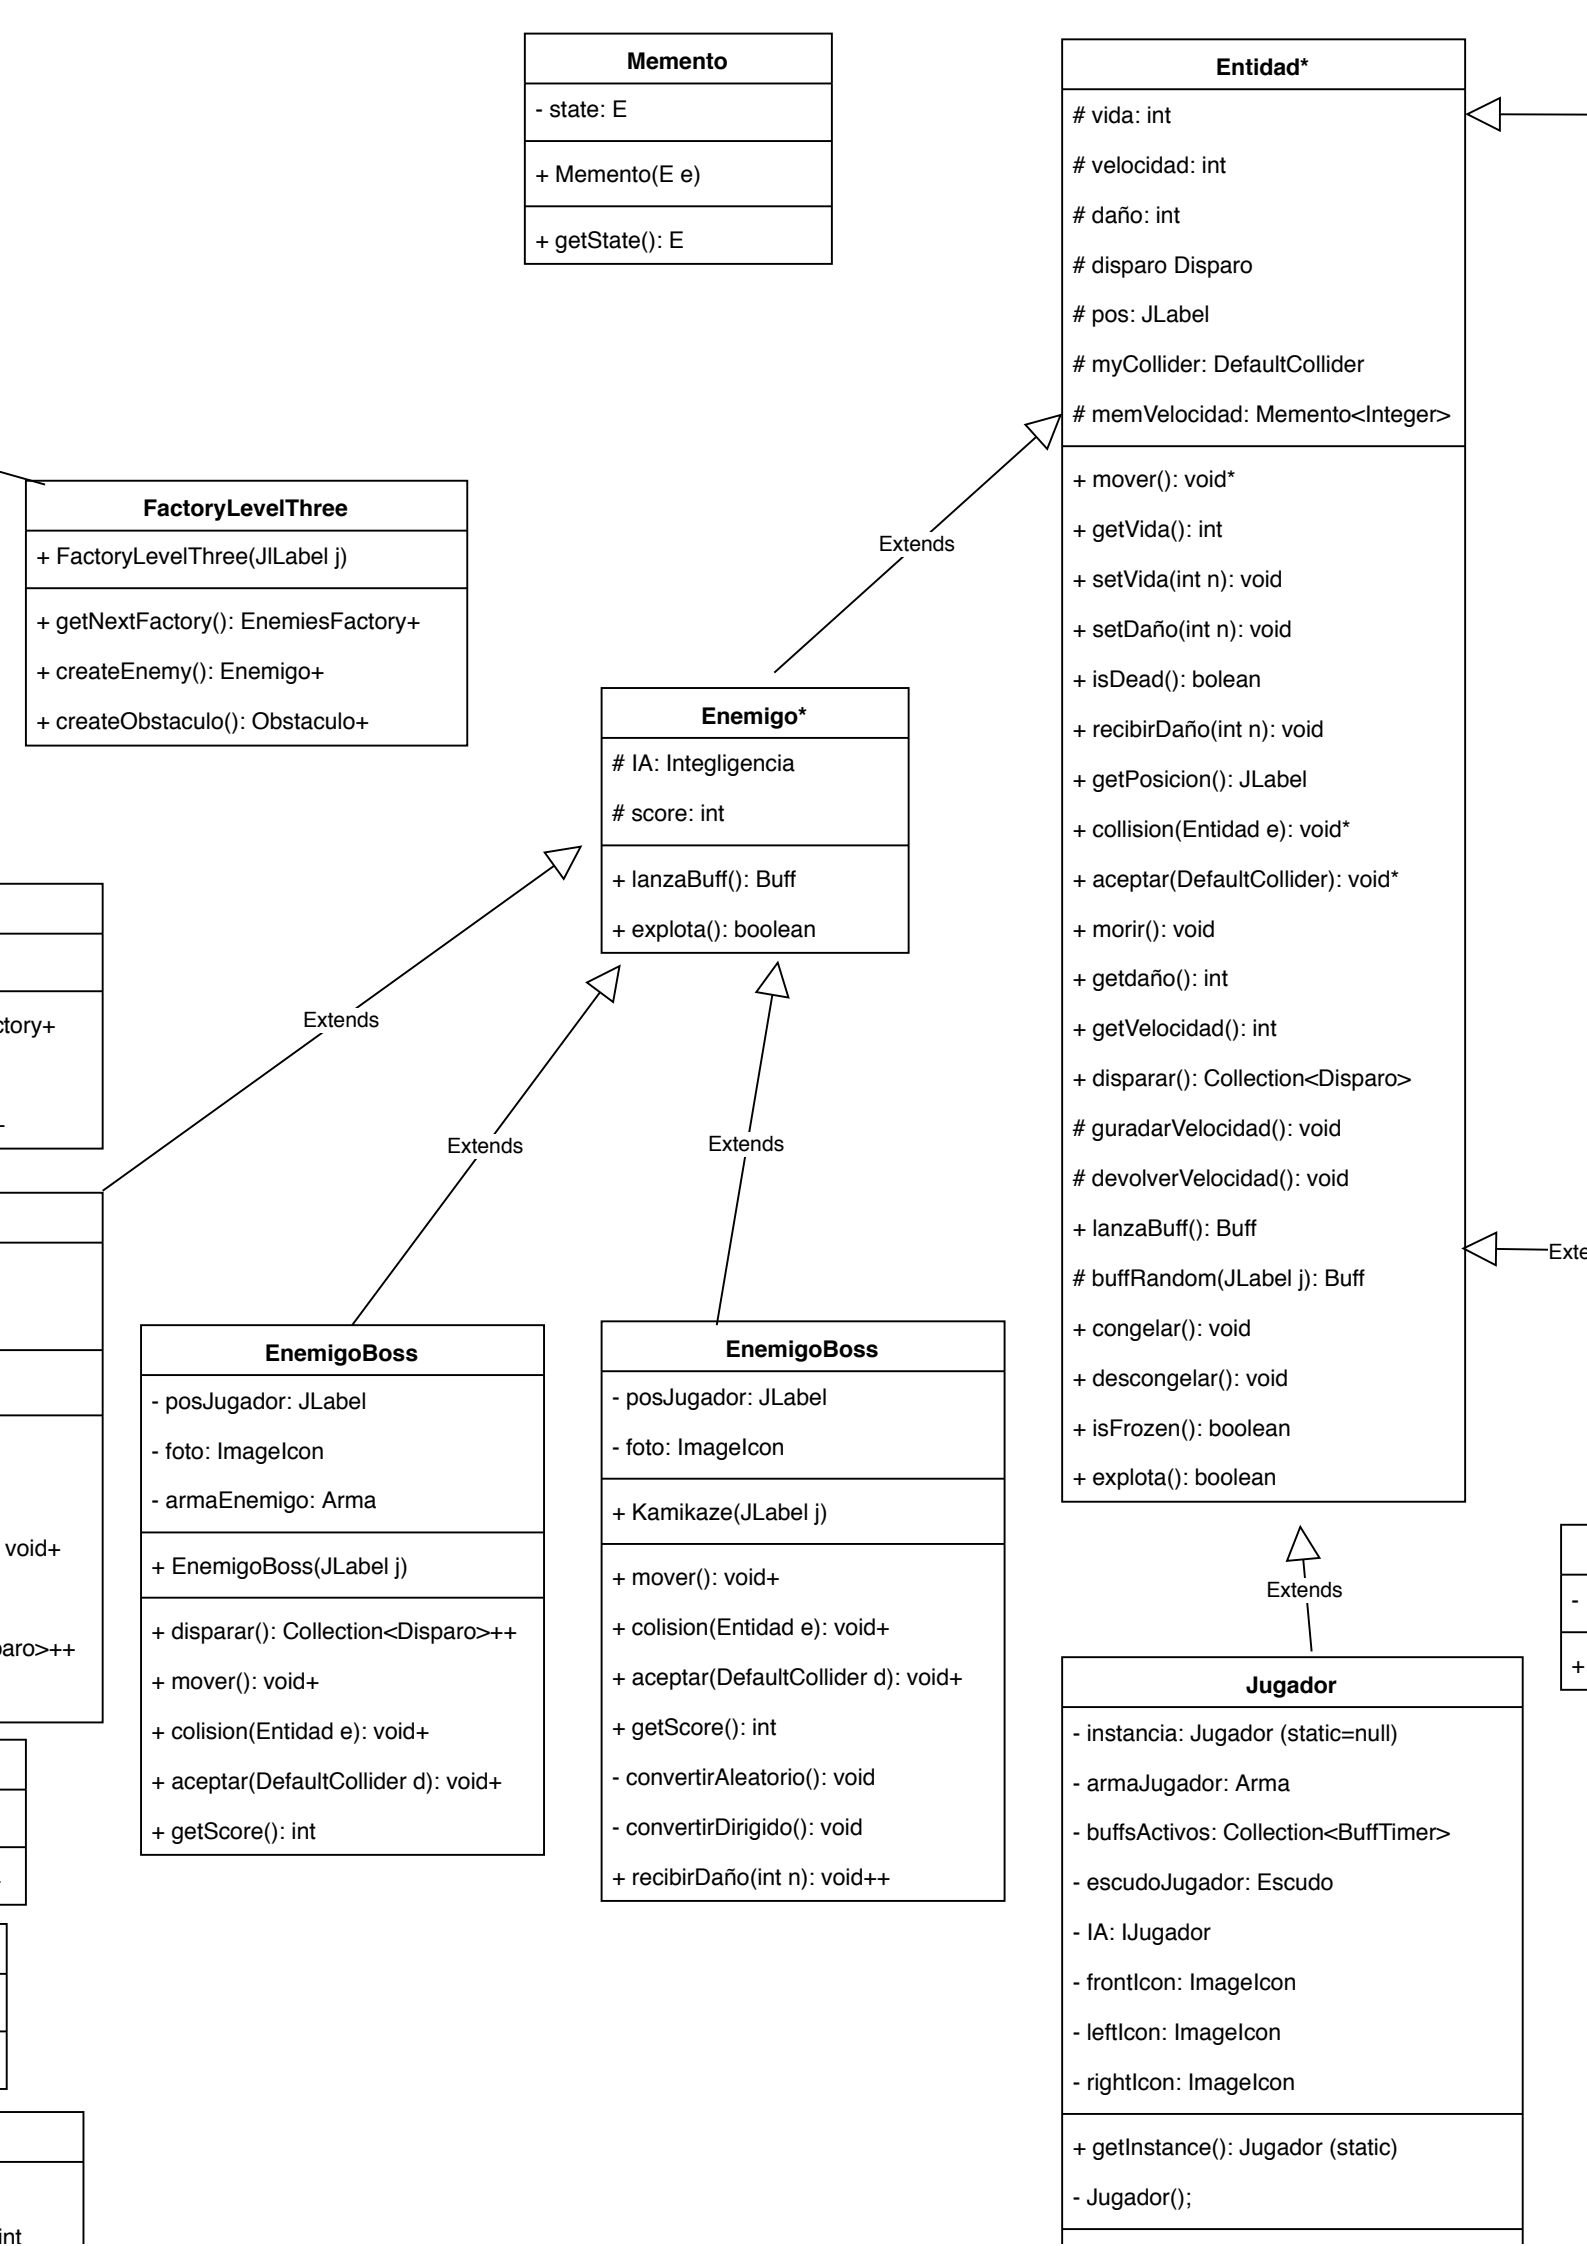 Memento
- state: E
+ Memento(E e)
+ getState(): E
Entidad*
# vida: int
# velocidad: int
# daño: int
# disparo Disparo
# pos: JLabel
# myCollider: DefaultCollider
# memVelocidad: Memento<Integer>
+ mover(): void*
+ getVida(): int
+ setVida(int n): void
+ setDaño(int n): void
+ isDead(): bolean
+ recibirDaño(int n): void
+ getPosicion(): JLabel
+ collision(Entidad e): void*
+ aceptar(DefaultCollider): void*
+ morir(): void
+ getdaño(): int
+ getVelocidad(): int
+ disparar(): Collection<Disparo>
# guradarVelocidad(): void
# devolverVelocidad(): void
+ lanzaBuff(): Buff
# buffRandom(JLabel j): Buff
+ congelar(): void
+ descongelar(): void
+ isFrozen(): boolean
+ explota(): boolean
FactoryLevelThree
+ FactoryLevelThree(JlLabel j)
+ getNextFactory(): EnemiesFactory+
+ createEnemy(): Enemigo+
+ createObstaculo(): Obstaculo+
Extends
Enemigo*
# IA: Integligencia
# score: int
+ lanzaBuff(): Buff
+ explota(): boolean
ctory+
Extends
Extends
Extends
Exte
EnemigoBoss
- posJugador: JLabel
- foto: ImageIcon
- armaEnemigo: Arma
+ EnemigoBoss(JLabel j)
+ disparar(): Collection<Disparo>++
+ mover(): void+
+ colision(Entidad e): void+
+ aceptar(DefaultCollider d): void+
+ getScore(): int
EnemigoBoss
- posJugador: JLabel
- foto: ImageIcon
+ Kamikaze(JLabel j)
+ mover(): void+
+ colision(Entidad e): void+
+ aceptar(DefaultCollider d): void+
+ getScore(): int
- convertirAleatorio(): void
- convertirDirigido(): void
+ recibirDaño(int n): void++
void+
paro>++
Extends
-
+
Jugador
- instancia: Jugador (static=null)
- armaJugador: Arma
- buffsActivos: Collection<BuffTimer>
- escudoJugador: Escudo
- IA: IJugador
- frontIcon: ImageIcon
- leftIcon: ImageIcon
- rightIcon: ImageIcon
+ getInstance(): Jugador (static)
- Jugador();
int